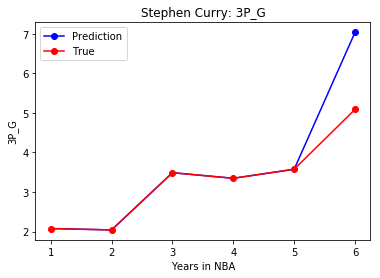 Stephen Curry: 3P_G
Prediction
True
7
6
5
4
3
2
3P_G
1 2 3 4 5 6
Years in NBA